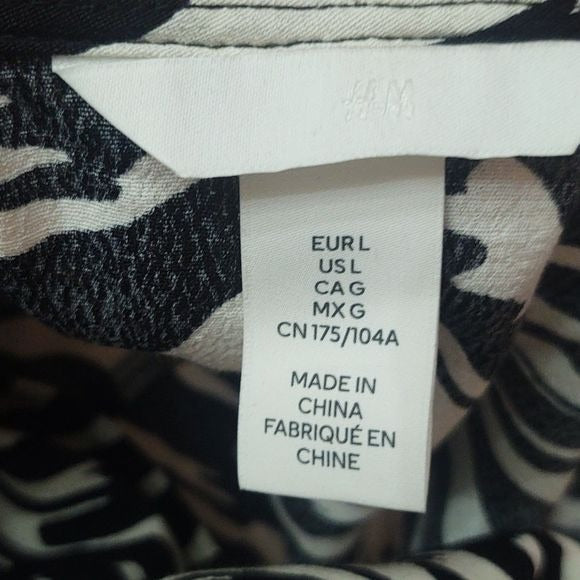 H&M
EUR L
US L
CA G
MX G
CN 175/104A
MADE IN
CHINA
FABRIQUÉ EN
CHINE